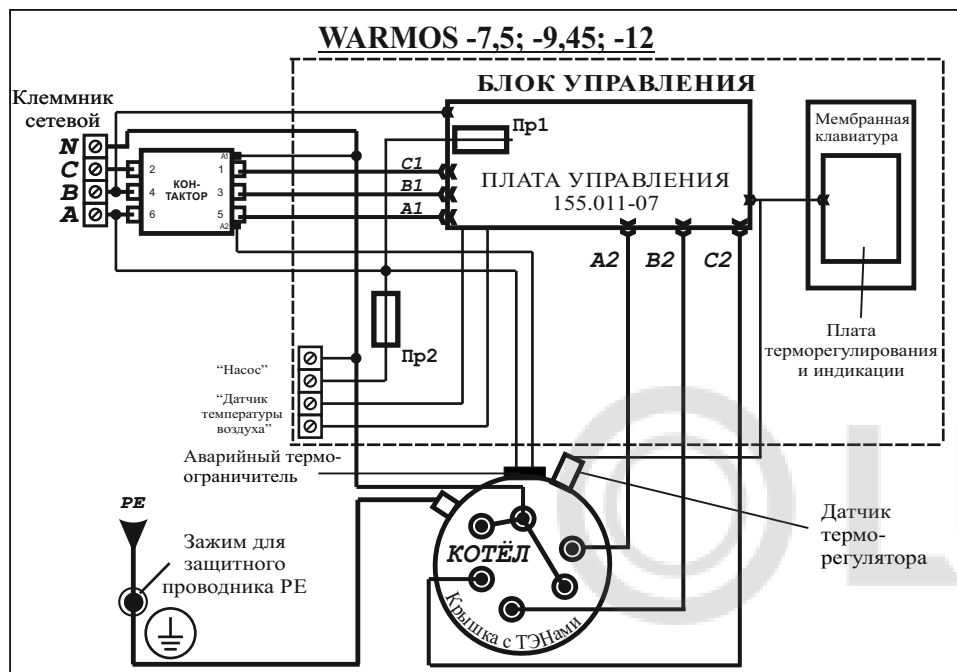 WARMOS -7,5; -9,45; -12
БЛОК УПРАВЛЕНИЯ
Клеммник
сетевой
N
C
B
A
2
4
6
КОН-
ТАКТОР
A1
1
3
5
A2
C1
B1
A1
Пр1
ПЛАТА УПРАВЛЕНИЯ
155.011-07
A2
B2
C2
Мембранная
клавиатура
Плата
терморегулирования
и индикации
Пр2
“Насос”
“Датчик
температуры
воздуха”
Аварийный термо-
ограничитель
PE
Зажим для
защитного
проводника PE
КОТЁЛ
Крышка с ТЭНами
Датчик
термо-
регулятора
OL